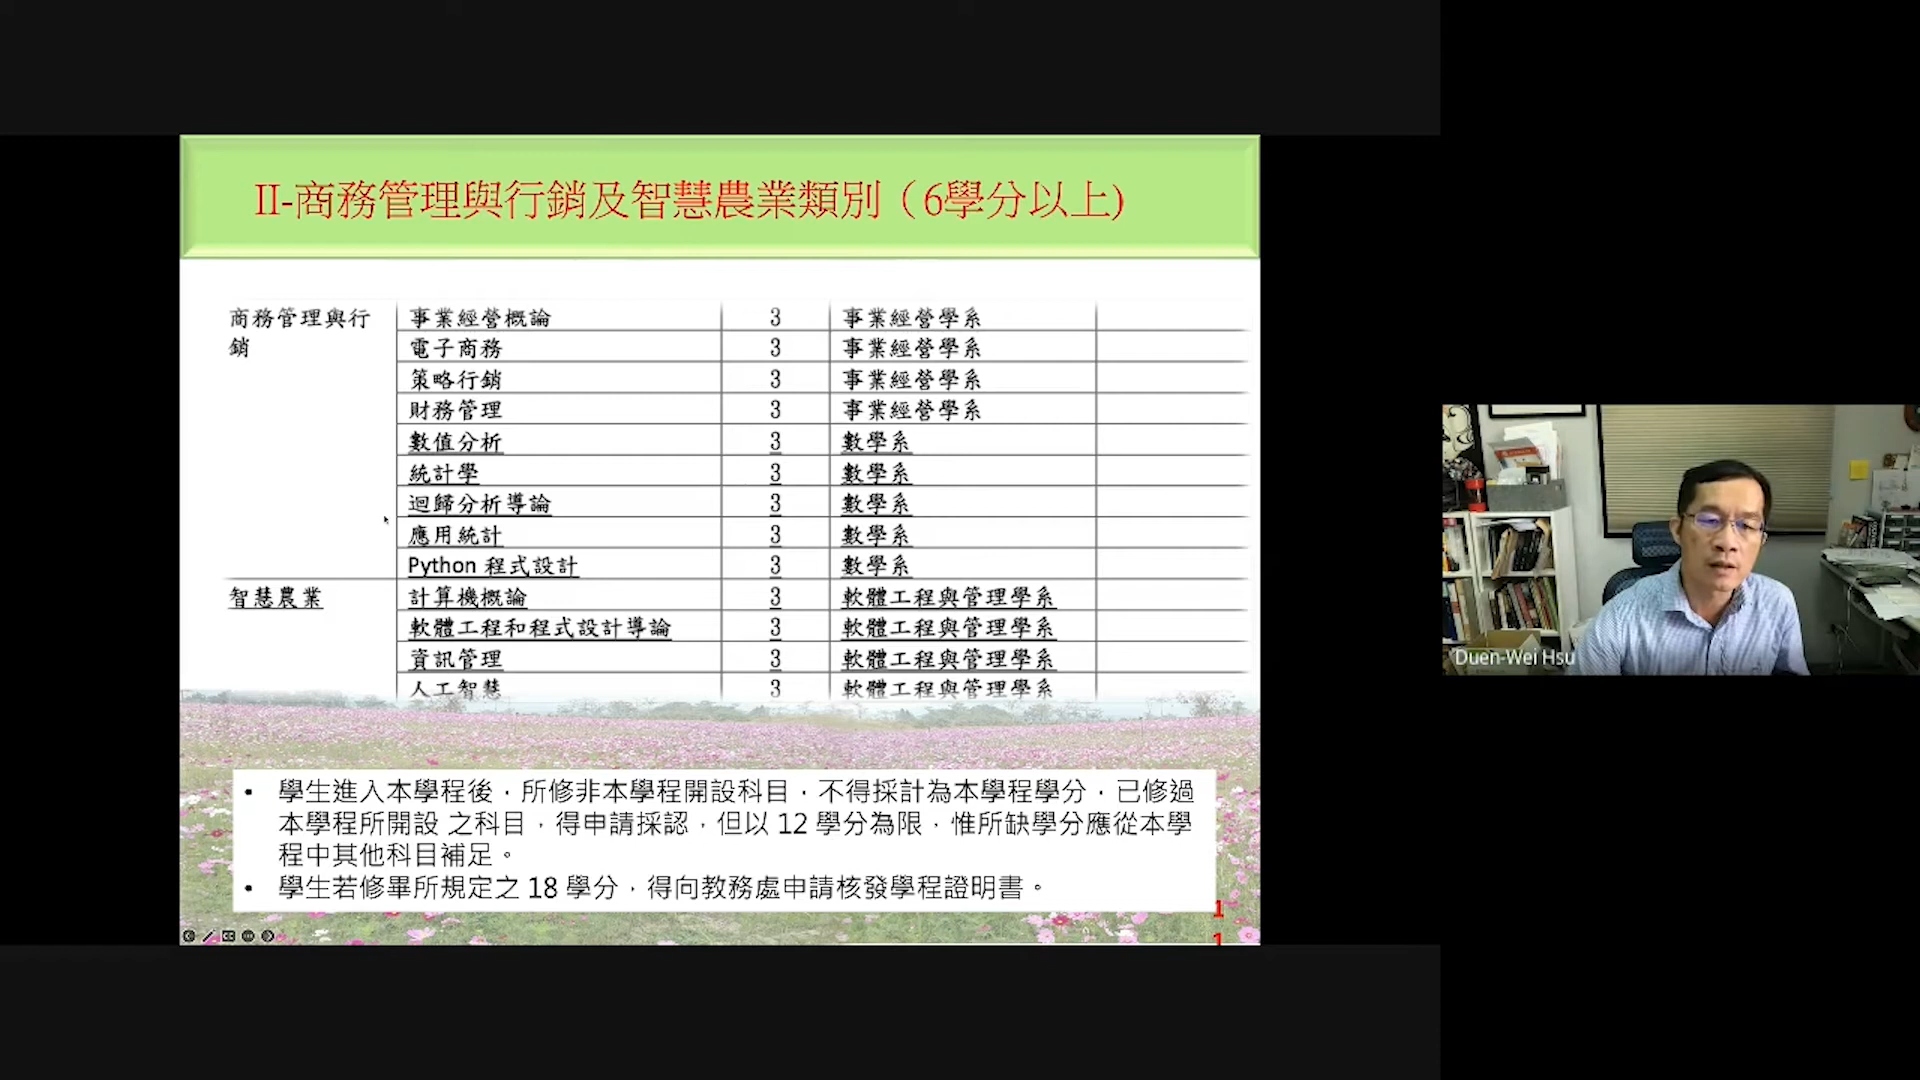 II-商務管理與行銷及智慧農業類別（6學分以上)
商務管理與行銷 事業經營概論 3 事業經營學系
電子商務 3 事業經營學系
策略行銷 3 事業經營學系
財務管理 3 事業經營學系
數值分析 3 數學系
統計學 3 數學系
迴歸分析導論 3 數學系
應用統計 3 數學系
Python 程式設計 3 數學系
智慧農業 計算機概論 3 軟體工程與管理學系
軟體工程和程式設計導論 3 軟體工程與管理學系
資訊管理 3 軟體工程與管理學系
人工智慧 3 軟體工程與管理學系
• 學生進入本學程後，所修非本學程開設科目，不得採計為本學程學分，已修過
本學程所開設 之科目，得申請採認，但以 12 學分為限，惟所缺學分應從本學
程中其他科目補足。
• 學生若修畢所規定之 18 學分，得向教務處申請核發學程證明書。
1
1
Duen-Wei Hsu